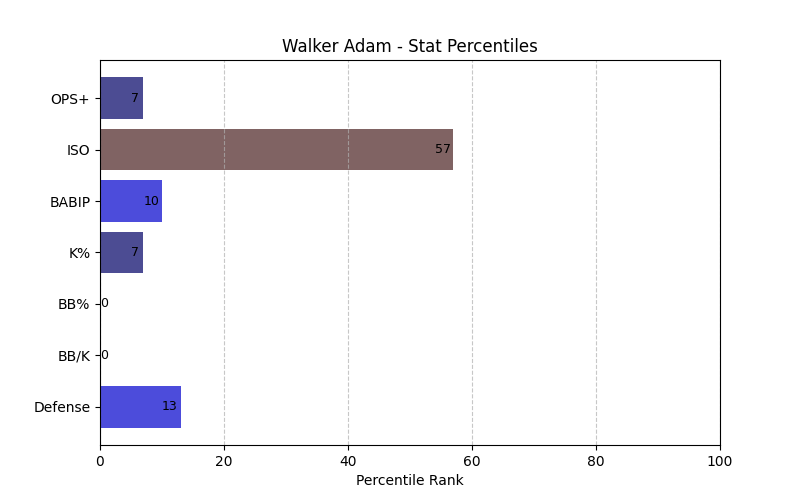 Walker Adam - Stat Percentiles
OPS+ 7
ISO 57
BABIP 10
K% 7
BB% 0
BB/K 0
Defense 13
0 20 40 60 80 100
Percentile Rank